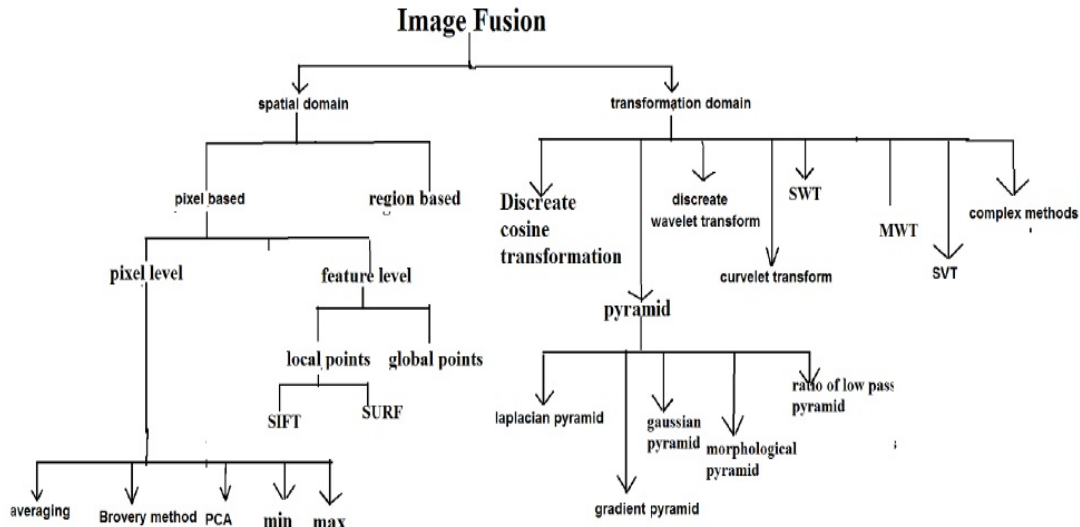 Image Fusion
spatial domain
transformation domain
pixel based
region based
Discreate
cosine
transformation
discreate
wavelet transform
SWT
MWT
complex methods
curvelet transform
SVT
pixel level
feature level
pyramid
local points
global points
SIFT
SURF
laplacian pyramid
gaussian
pyramid
morphological
pyramid
ratio of low pass
pyramid
gradient pyramid
averaging
Brovery method
PCA
min
max